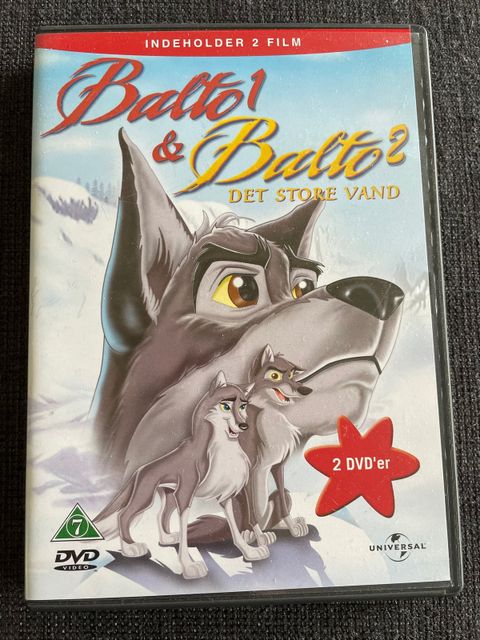 INDEHOLDER 2 FILM
Balto 1
& Balto 2
DET STORE VAND
2 DVD'er
7
DVD
VIDEO
UNIVERSAL